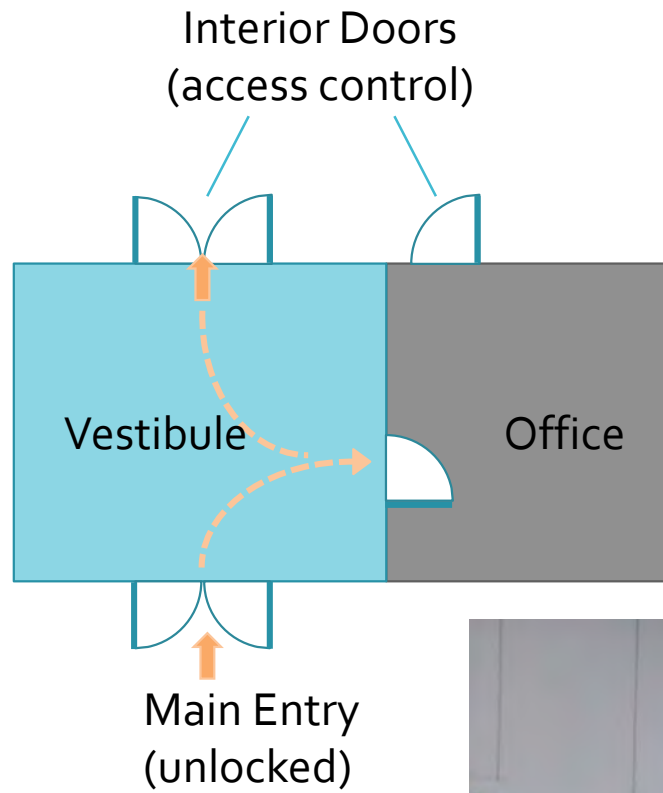 Interior Doors
(access control)
Vestibule
Office
Main Entry
(unlocked)